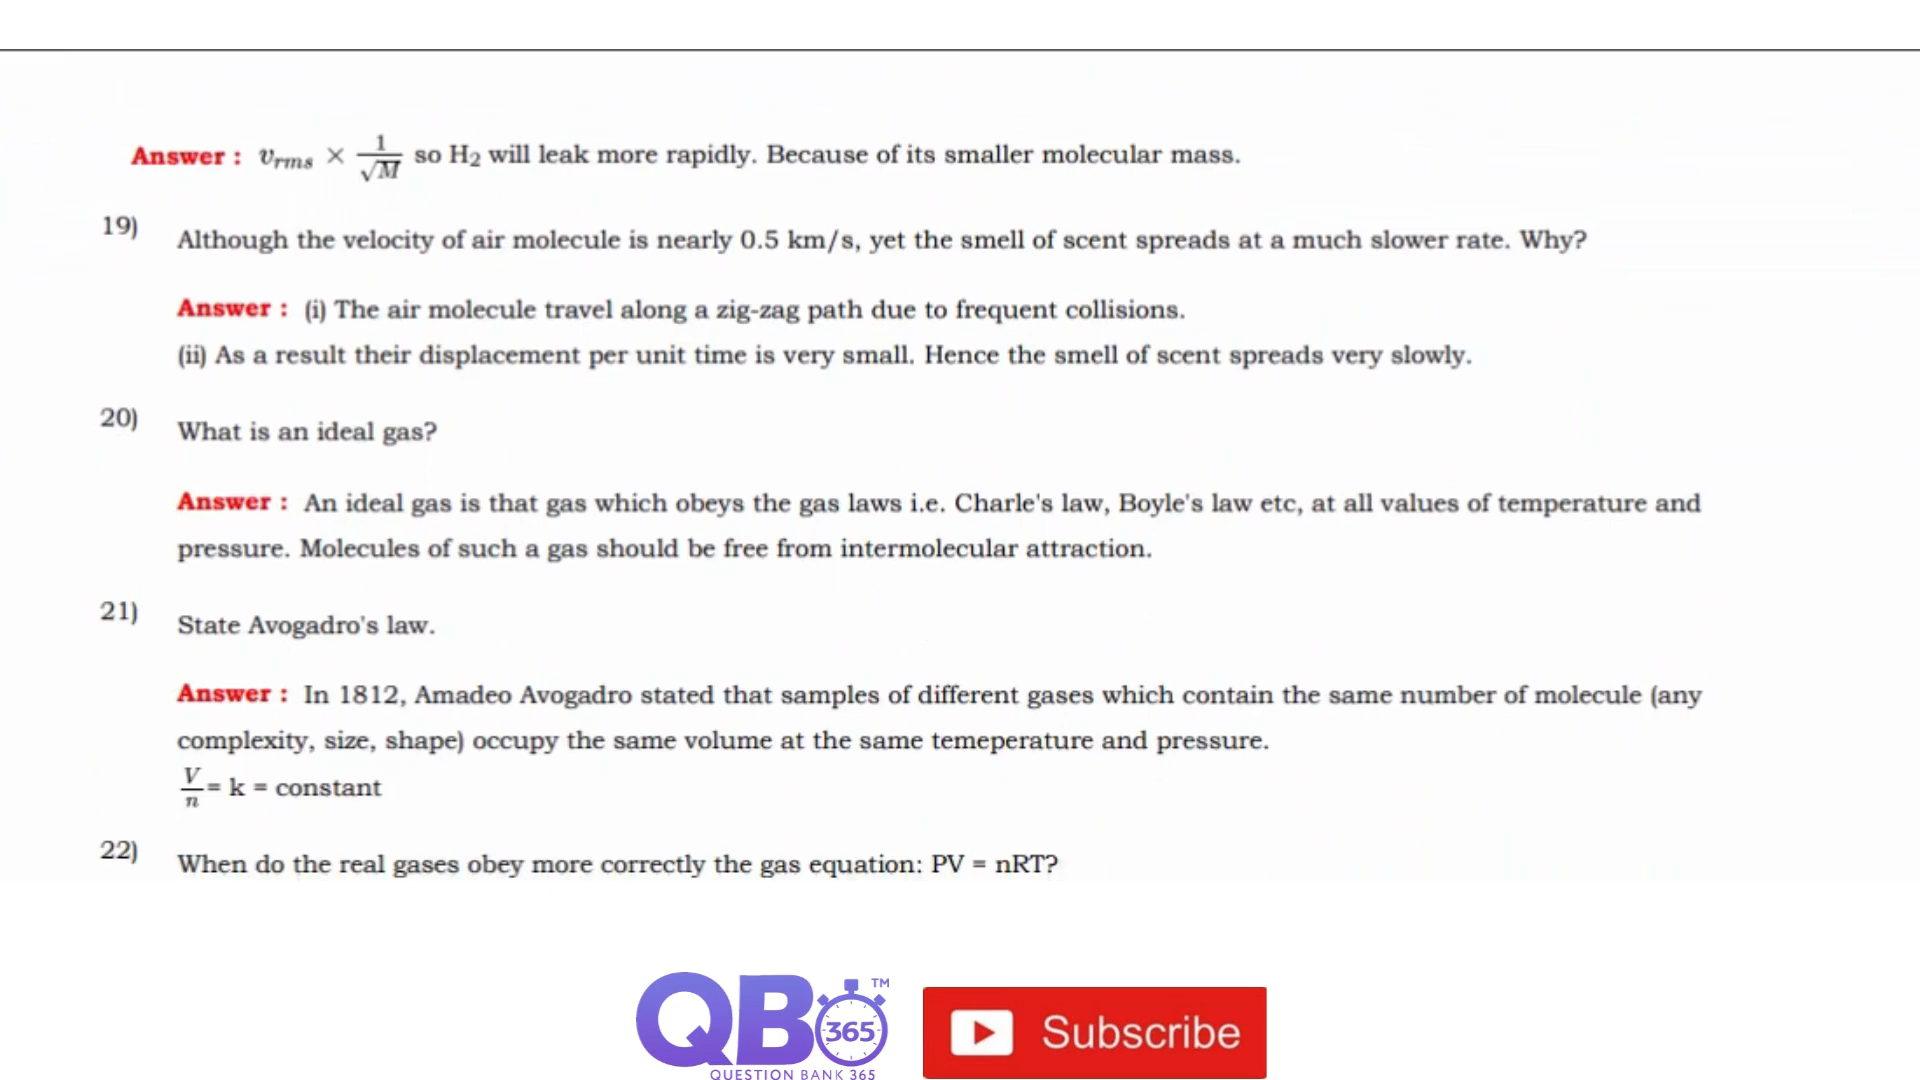 Answer : v_rms × 1/√M so H₂ will leak more rapidly. Because of its smaller molecular mass.
19) Although the velocity of air molecule is nearly 0.5 km/s, yet the smell of scent spreads at a much slower rate. Why?
Answer : (i) The air molecule travel along a zig-zag path due to frequent collisions.
(ii) As a result their displacement per unit time is very small. Hence the smell of scent spreads very slowly.
20) What is an ideal gas?
Answer : An ideal gas is that gas which obeys the gas laws i.e. Charle's law, Boyle's law etc, at all values of temperature and
pressure. Molecules of such a gas should be free from intermolecular attraction.
21) State Avogadro's law.
Answer : In 1812, Amadeo Avogadro stated that samples of different gases which contain the same number of molecule (any
complexity, size, shape) occupy the same volume at the same temeperature and pressure.
V/n = k = constant
22) When do the real gases obey more correctly the gas equation: PV = nRT?
QB 365 ™
QUESTION BANK 365
Subscribe